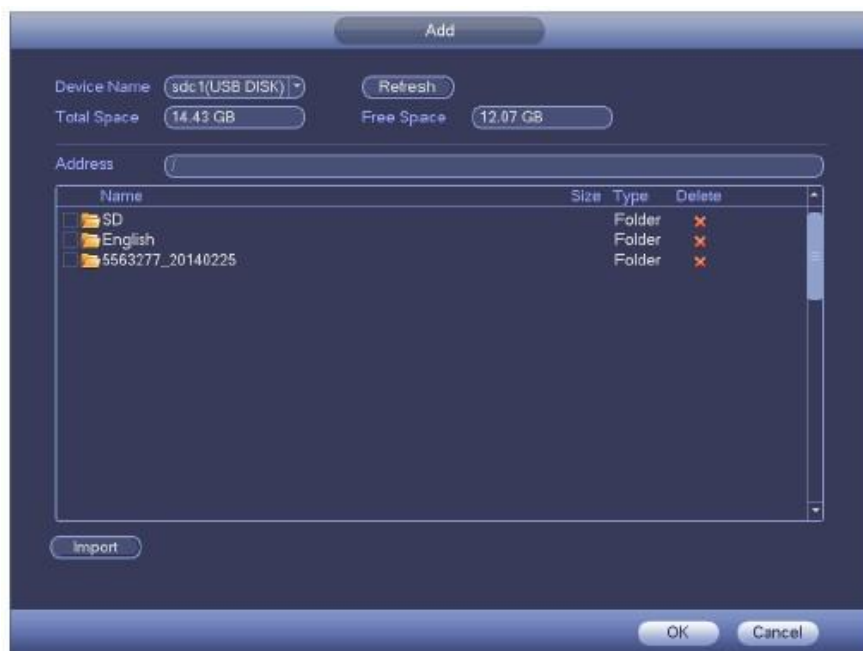 Add
Device Name sdc1(USB DISK) Refresh
Total Space 14.43 GB Free Space 12.07 GB
Address /
Name Size Type Delete
SD Folder
English Folder
5563277_20140225 Folder
Import
OK Cancel